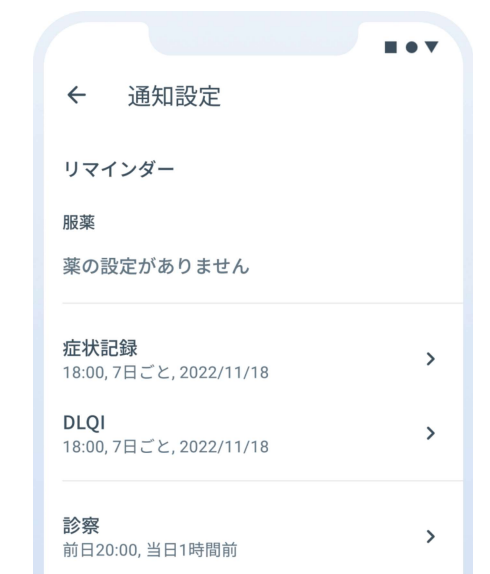 通知設定
リマインダー
服薬
薬の設定がありません
症状記録
18:00, 7日ごと, 2022/11/18
DLQI
18:00, 7日ごと, 2022/11/18
診察
前日20:00, 当日1時間前